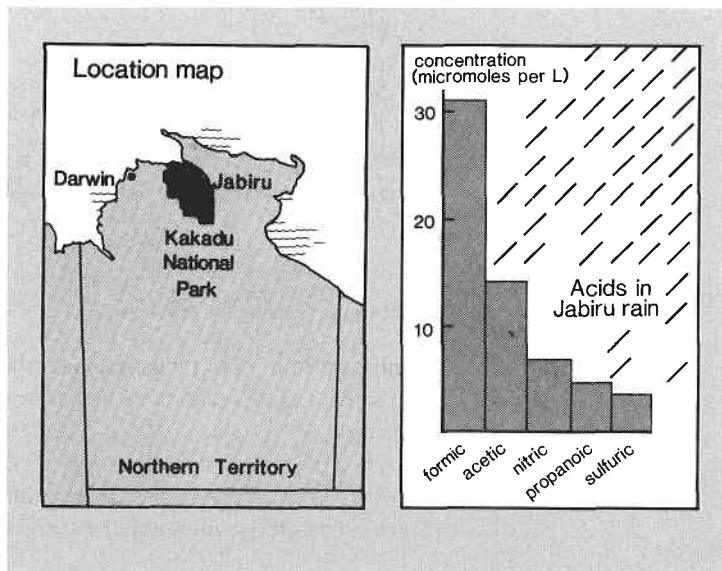 Location map
Darwin
Jabiru
Kakadu
National
Park
Northern Territory
concentration
(micromoles per L)
30
20
10
Acids in
Jabiru rain
formic
acetic
nitric
propanoic
sulfuric